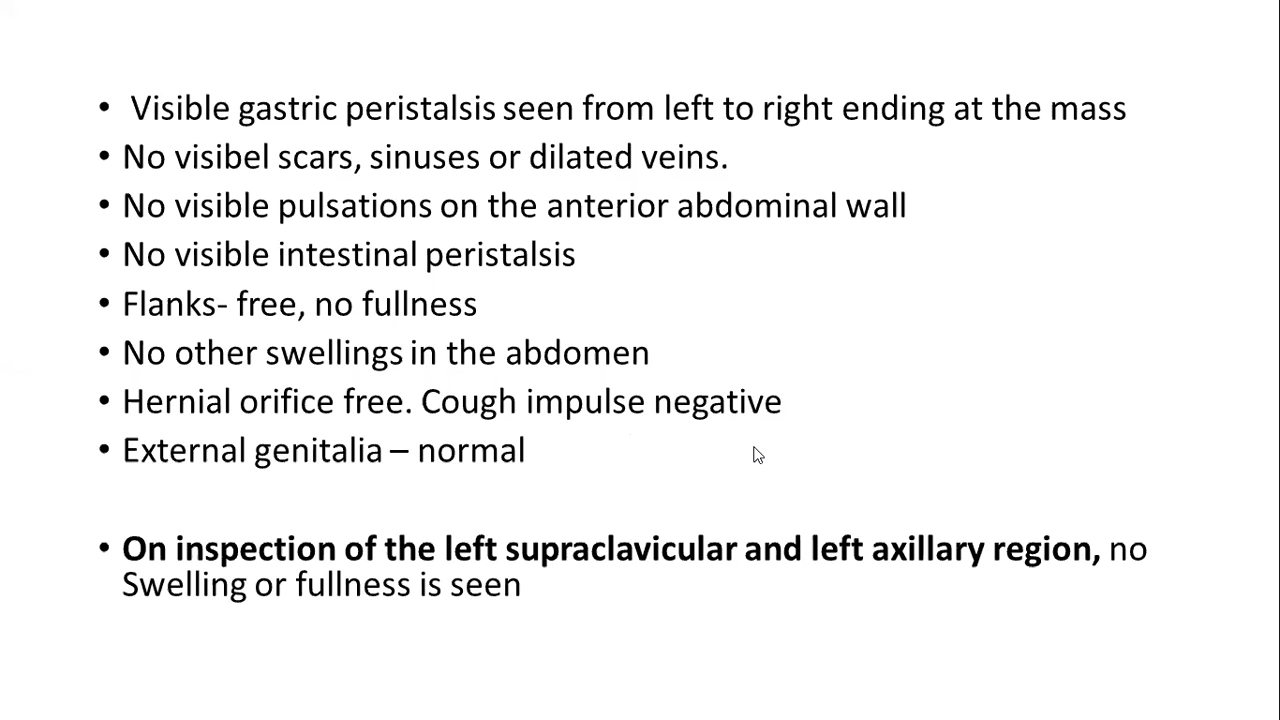 • Visible gastric peristalsis seen from left to right ending at the mass
• No visibel scars, sinuses or dilated veins.
• No visible pulsations on the anterior abdominal wall
• No visible intestinal peristalsis
• Flanks- free, no fullness
• No other swellings in the abdomen
• Hernial orifice free. Cough impulse negative
• External genitalia – normal
• On inspection of the left supraclavicular and left axillary region, no
Swelling or fullness is seen